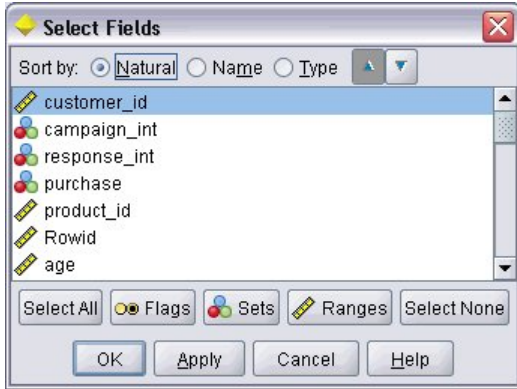 Select Fields
Sort by: Natural Name Type
customer_id
campaign_int
response_int
purchase
product_id
Rowid
age
Select All Flags Sets Ranges Select None
OK Apply Cancel Help